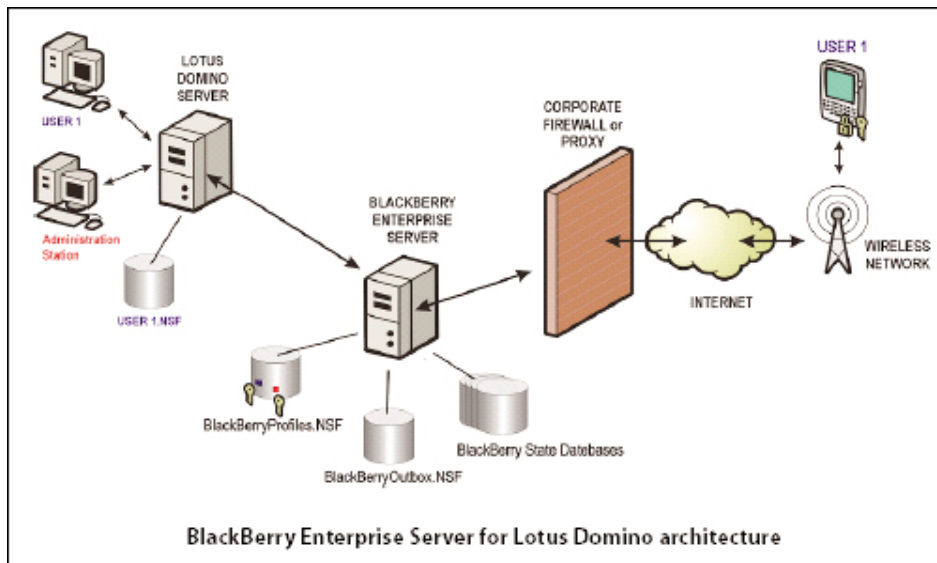 LOTUS
DOMINO
SERVER
USER 1
Administration
Station
USER 1.NSF
BLACKBERRY
ENTERPRISE
SERVER
BlackBerryProfiles.NSF
BlackBerryOutbox.NSF
BlackBerry State Datebases
CORPORATE
FIREWALL or
PROXY
INTERNET
USER 1
WIRELESS
NETWORK
BlackBerry Enterprise Server for Lotus Domino architecture